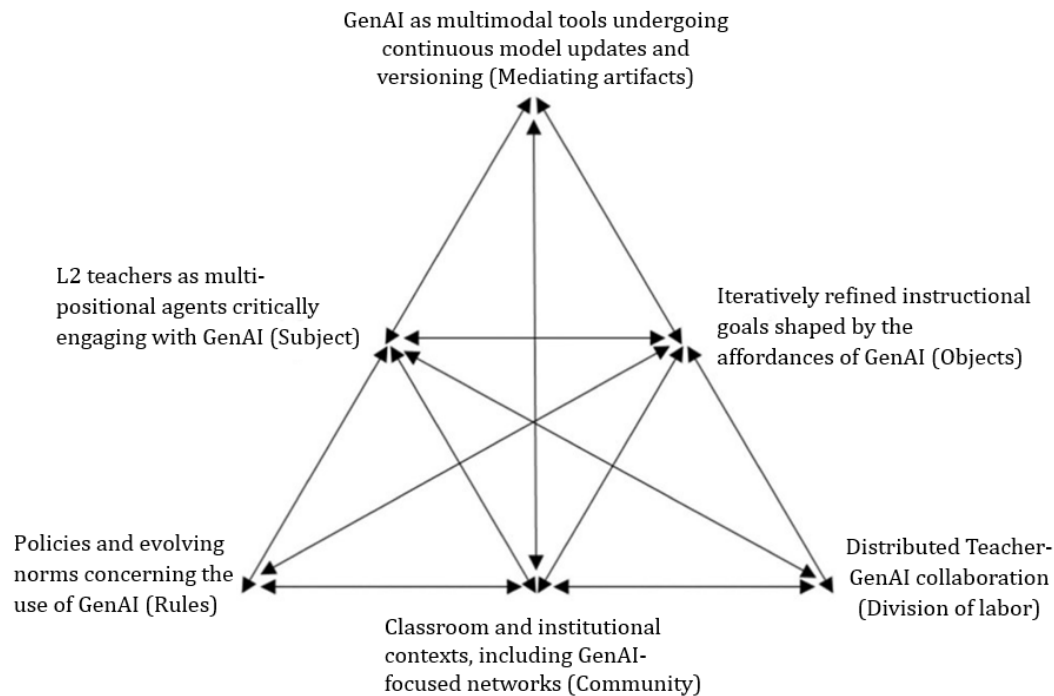 GenAI as multimodal tools undergoing
continuous model updates and
versioning (Mediating artifacts)
L2 teachers as multi-
positional agents critically
engaging with GenAI (Subject)
Iteratively refined instructional
goals shaped by the
affordances of GenAI (Objects)
Policies and evolving
norms concerning the
use of GenAI (Rules)
Classroom and institutional
contexts, including GenAI-
focused networks (Community)
Distributed Teacher-
GenAI collaboration
(Division of labor)